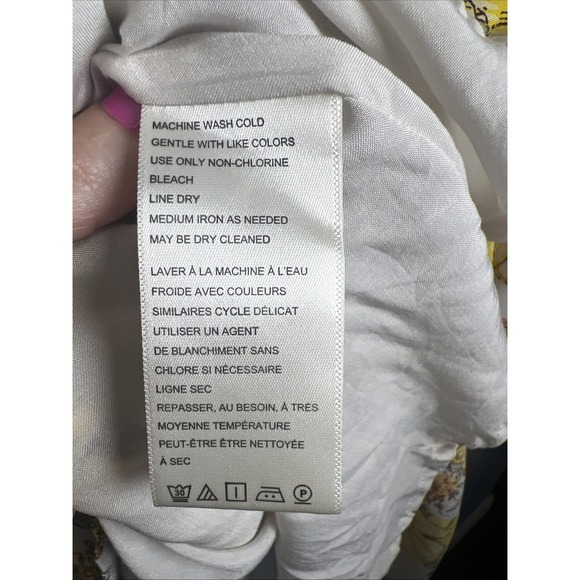 MACHINE WASH COLD
GENTLE WITH LIKE COLORS
USE ONLY NON-CHLORINE
BLEACH
LINE DRY
MEDIUM IRON AS NEEDED
MAY BE DRY CLEANED
LAVER À LA MACHINE À L'EAU
FROIDE AVEC COULEURS
SIMILAIRES CYCLE DÉLICAT
UTILISER UN AGENT
DE BLANCHIMENT SANS
CHLORE SI NÉCESSAIRE
LIGNE SEC
REPASSER, AU BESOIN, À TRÈS
MOYENNE TEMPÉRATURE
PEUT-ÊTRE ÊTRE NETTOYÉE
À SEC
30 P